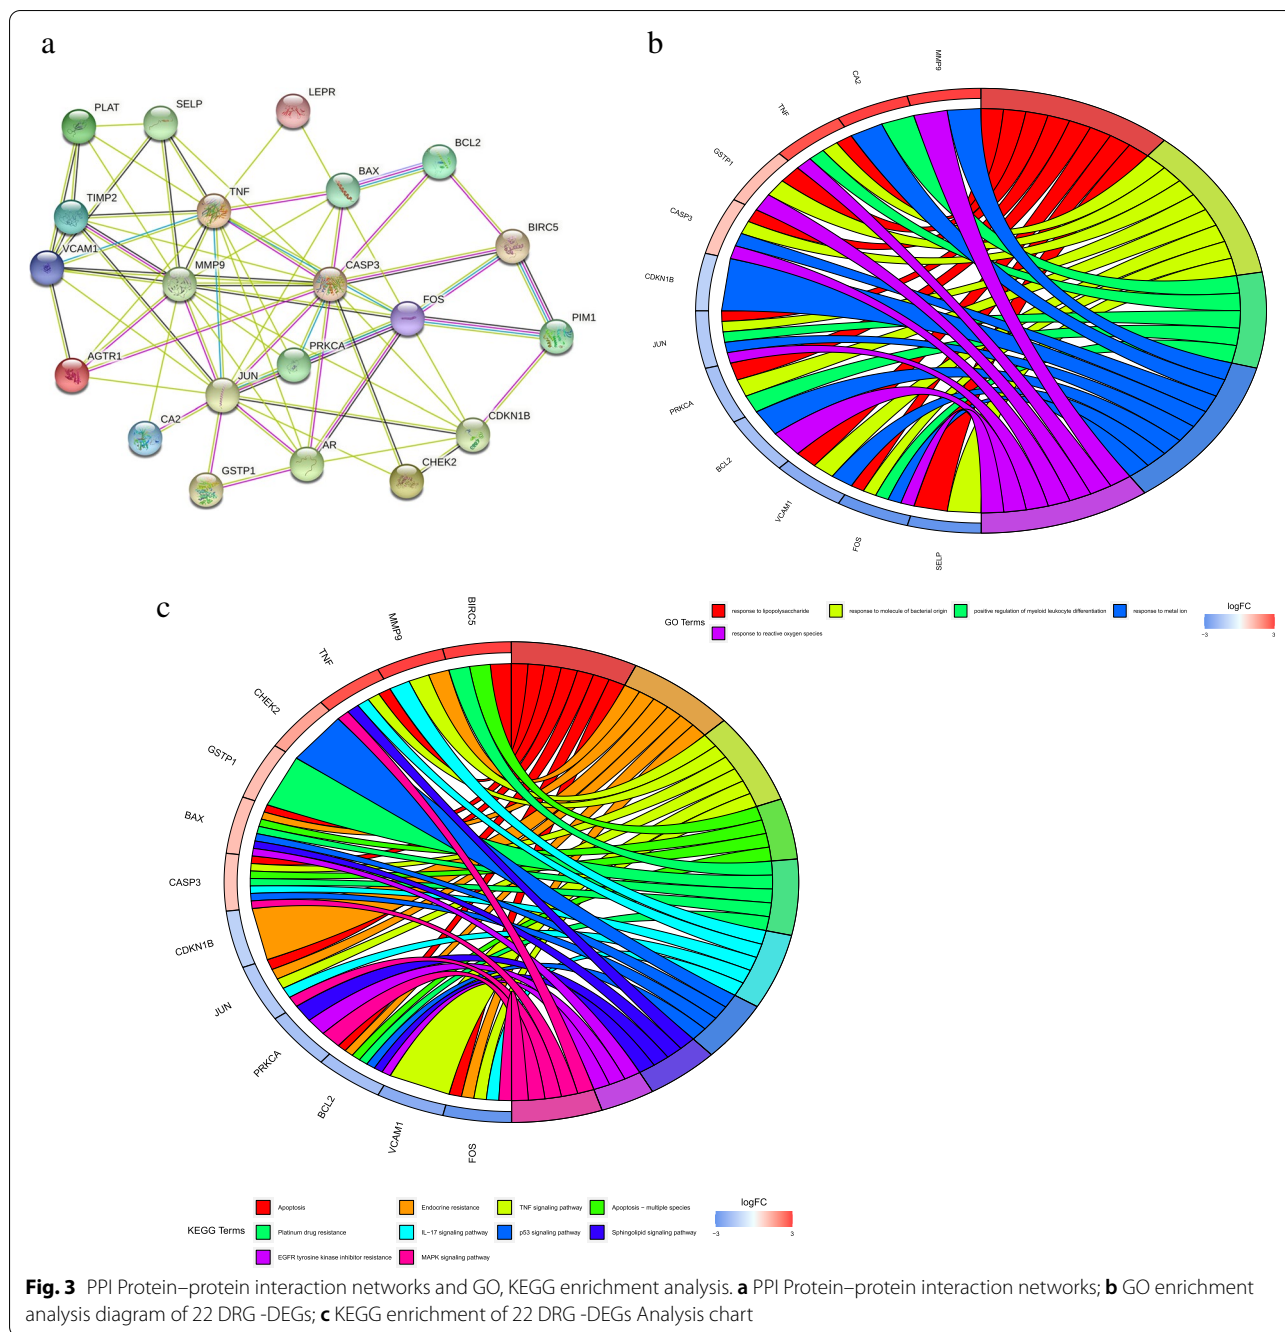 a
PLAT
SELP
LEPR
BCL2
BAX
TNF
TIMP2
BIRC5
VCAM1
MMP9
CASP3
FOS
PIM1
PRKCA
AGTR1
JUN
CA2
CDKN1B
AR
GSTP1
CHEK2
b
MMP9
CA2
TNF
GSTP1
CASP3
CDKN1B
JUN
PRKCA
BCL2
VCAM1
FOS
SELP
GO Terms
response to lipopolysaccharide
response to molecule of bacterial origin
positive regulation of myeloid leukocyte differentiation
response to metal ion
response to reactive oxygen species
logFC
−3 3
c
BIRC5
MMP9
TNF
CHEK2
GSTP1
BAX
CASP3
CDKN1B
JUN
PRKCA
BCL2
VCAM1
FOS
KEGG Terms
Apoptosis
Endocrine resistance
TNF signaling pathway
Apoptosis − multiple species
Platinum drug resistance
IL−17 signaling pathway
p53 signaling pathway
Sphingolipid signaling pathway
EGFR tyrosine kinase inhibitor resistance
MAPK signaling pathway
logFC
−3 3
Fig. 3 PPI Protein–protein interaction networks and GO, KEGG enrichment analysis. a PPI Protein–protein interaction networks; b GO enrichment
analysis diagram of 22 DRG -DEGs; c KEGG enrichment of 22 DRG -DEGs Analysis chart